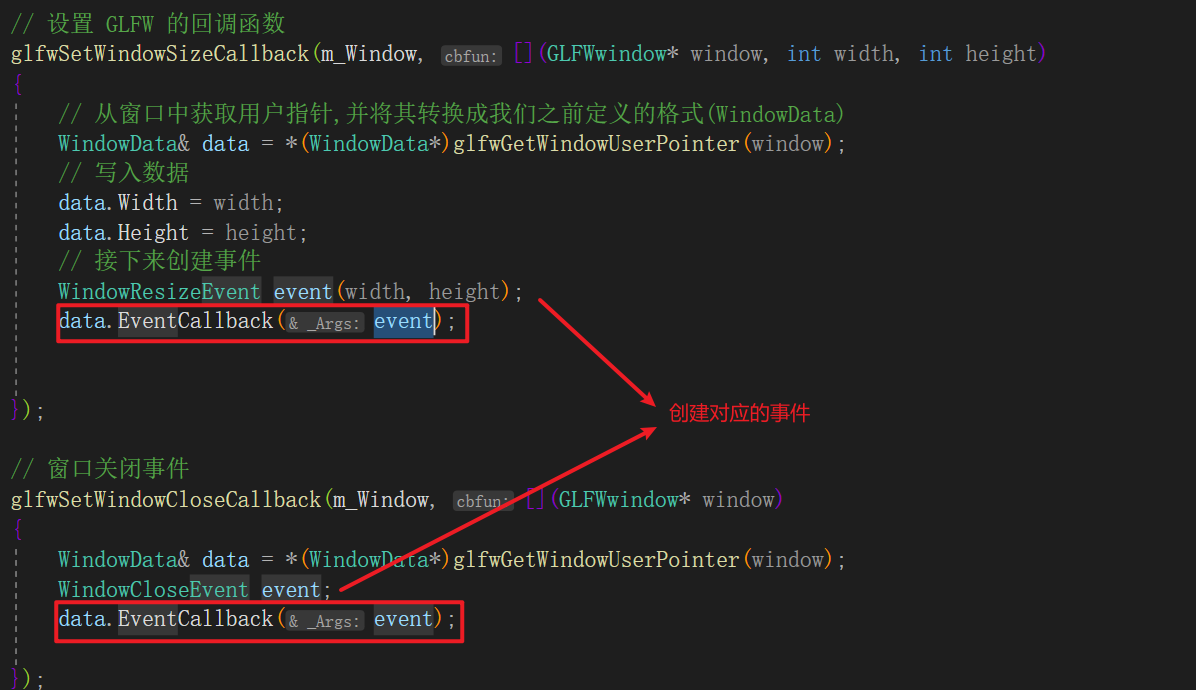 // 设置 GLFW 的回调函数
glfwSetWindowSizeCallback(m_Window, cbfun: [](GLFWwindow* window, int width, int height)
{
// 从窗口中获取用户指针,并将其转换成我们之前定义的格式(WindowData)
WindowData& data = *(WindowData*)glfwGetWindowUserPointer(window);
// 写入数据
data.Width = width;
data.Height = height;
// 接下来创建事件
WindowResizeEvent event(width, height);
data.EventCallback(& _Args: event);
});
创建对应的事件
// 窗口关闭事件
glfwSetWindowCloseCallback(m_Window, cbfun: [](GLFWwindow* window)
{
WindowData& data = *(WindowData*)glfwGetWindowUserPointer(window);
WindowCloseEvent event;
data.EventCallback(& _Args: event);
});